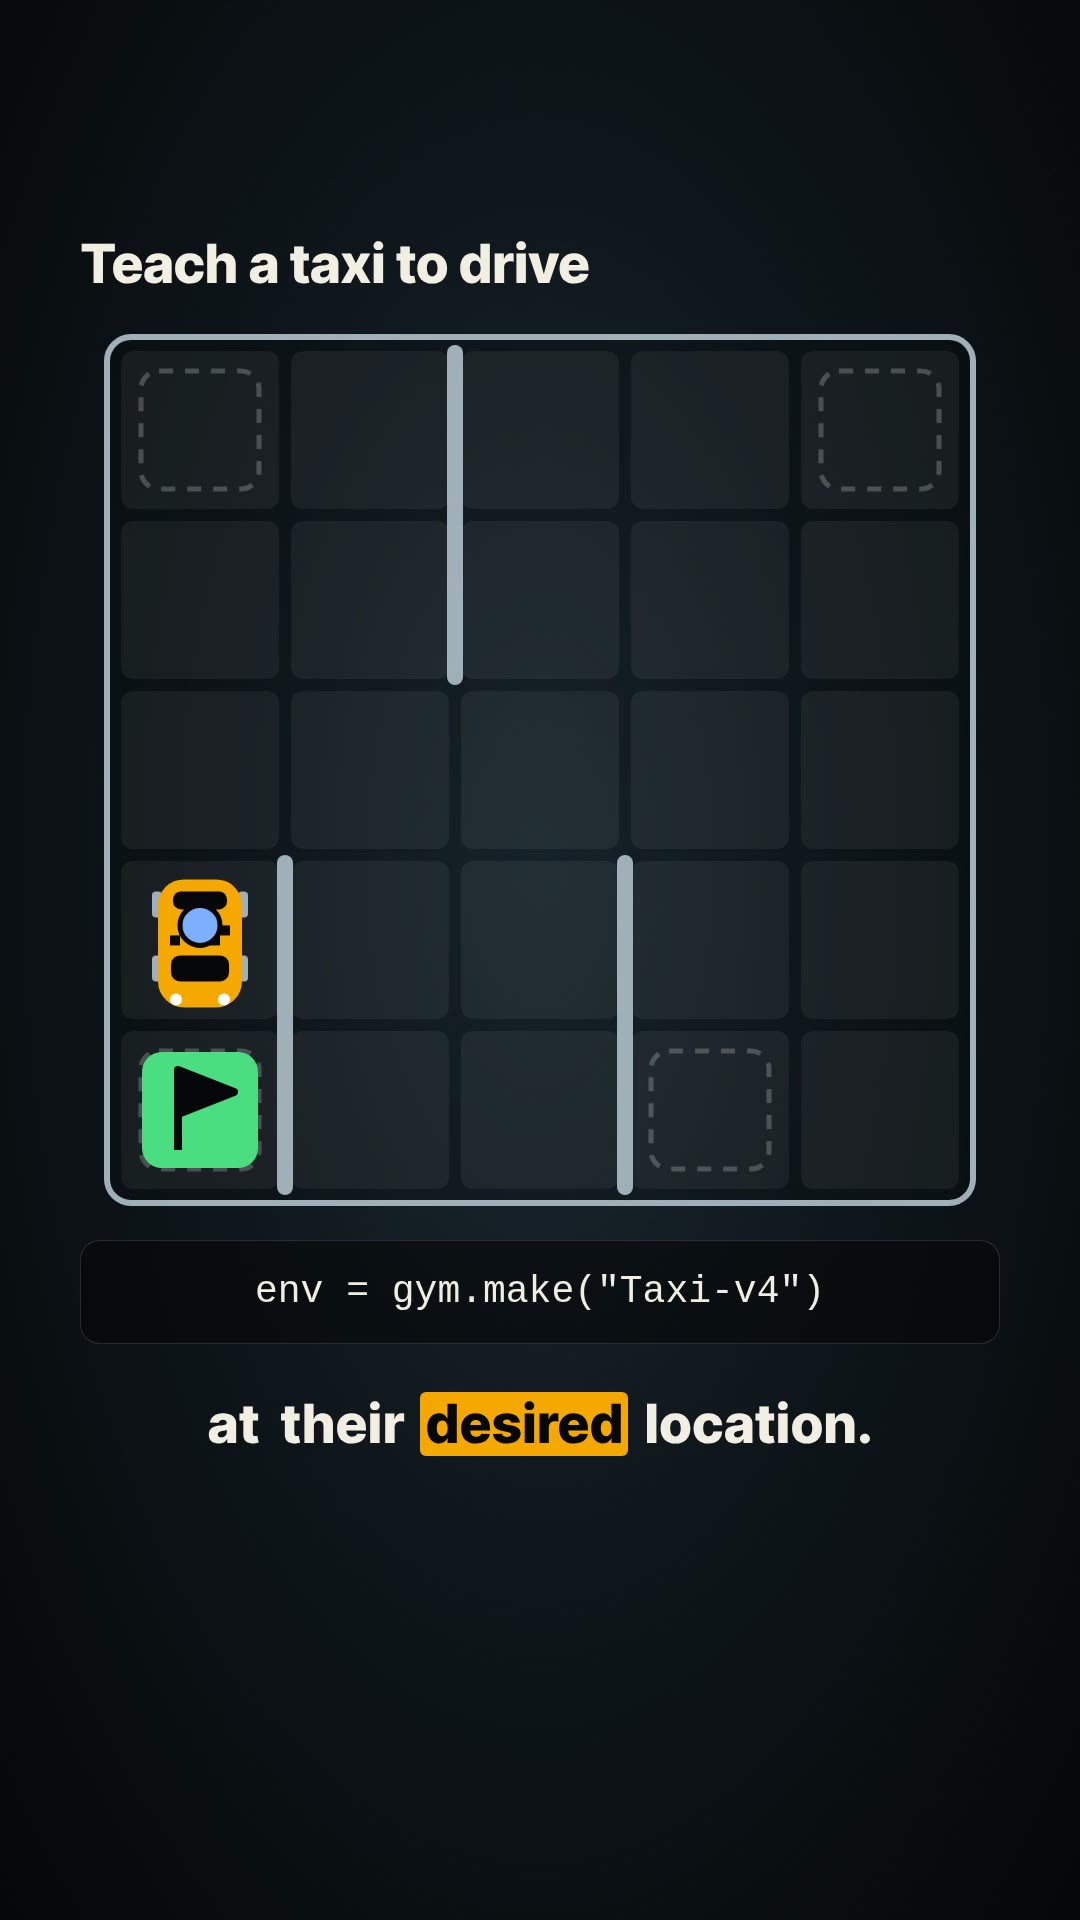 Teach a taxi to drive
env = gym.make("Taxi-v4")
at their desired location.